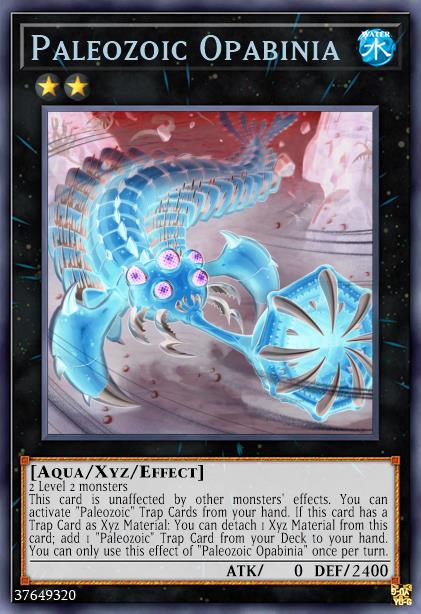 PALEOZOIC OPABINIA
WATER
水
[AQUA/XYZ/EFFECT]
2 Level 2 monsters
This card is unaffected by other monsters' effects. You can
activate "Paleozoic" Trap Cards from your hand. If this card has a
Trap Card as Xyz Material: You can detach 1 Xyz Material from this
card; add 1 "Paleozoic" Trap Card from your Deck to your hand.
You can only use this effect of "Paleozoic Opabinia" once per turn.
ATK/ 0 DEF/2400
37649320